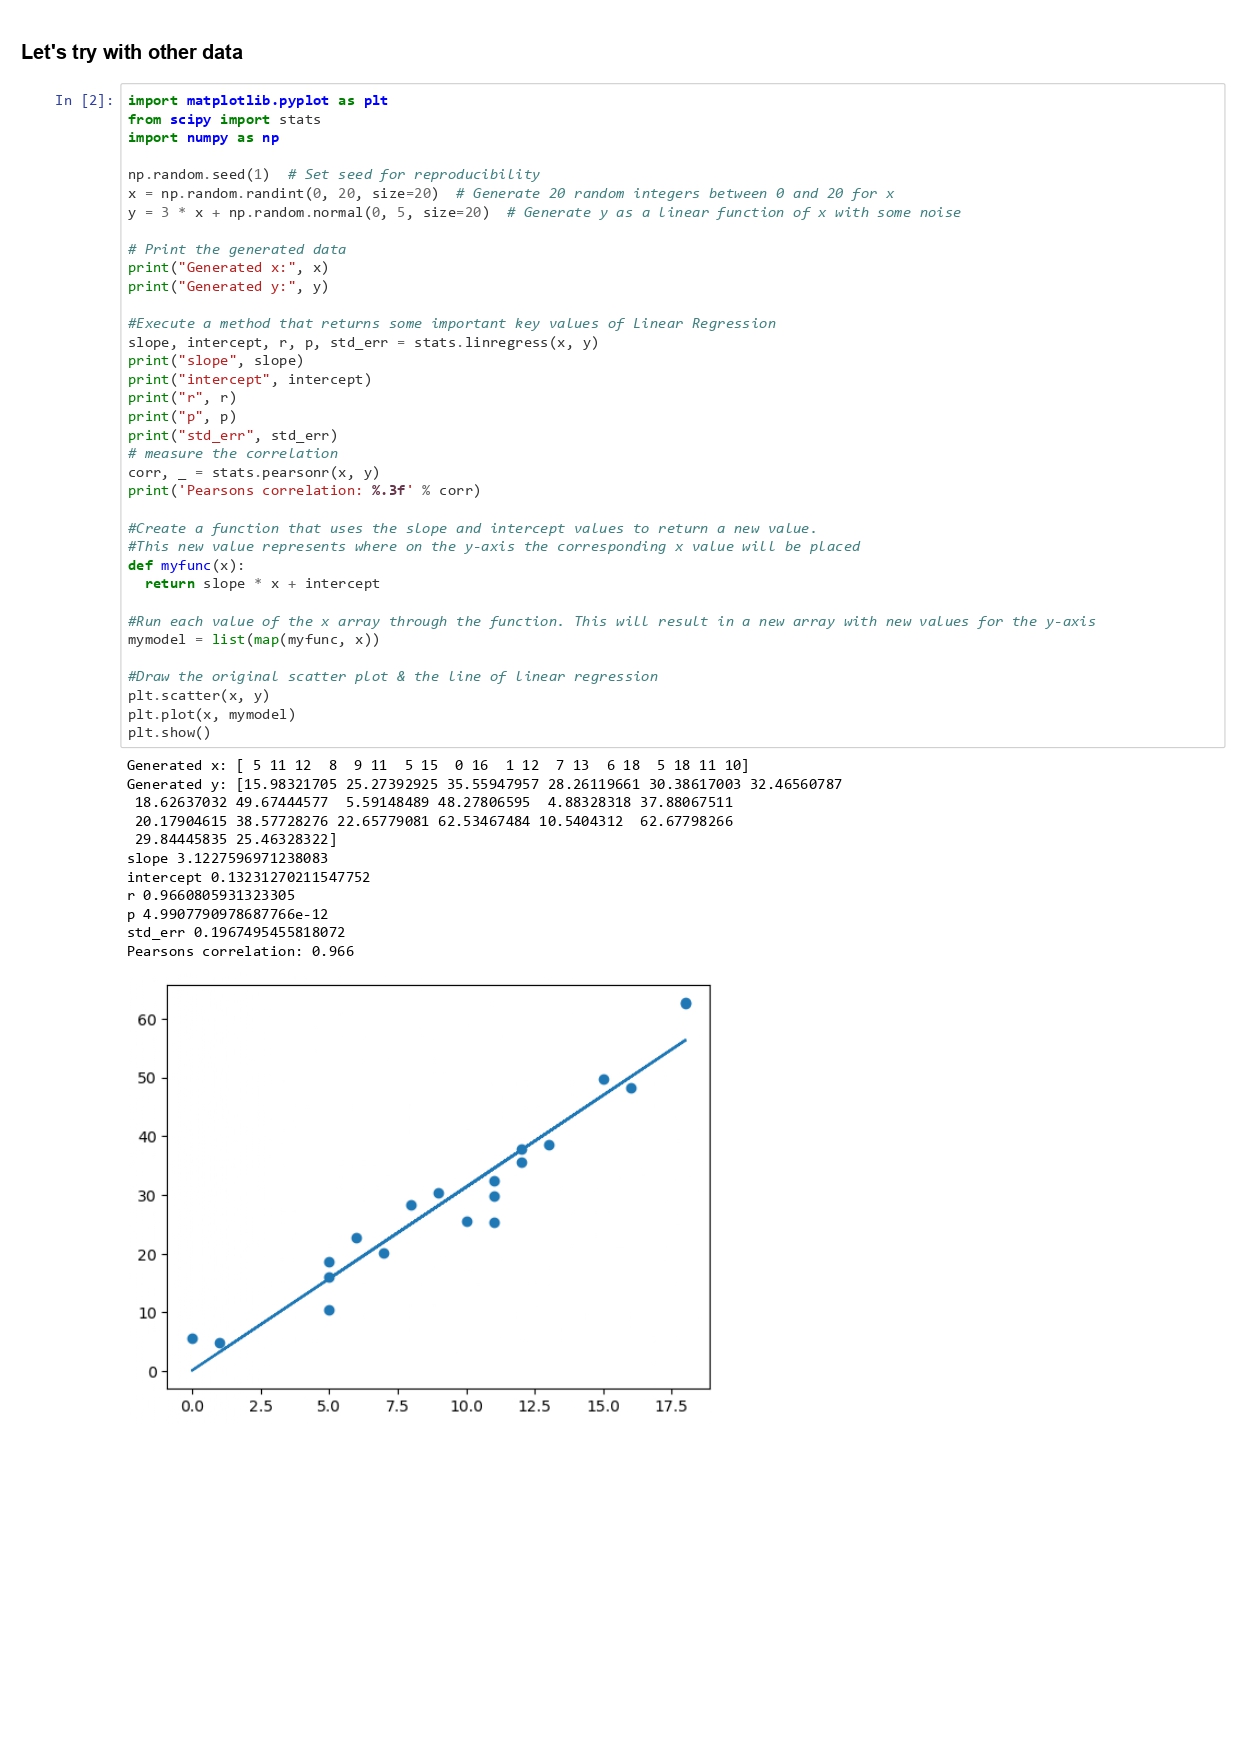 Let's try with other data
In [2]:
import matplotlib.pyplot as plt
from scipy import stats
import numpy as np
np.random.seed(1)  # Set seed for reproducibility
x = np.random.randint(0, 20, size=20)  # Generate 20 random integers between 0 and 20 for x
y = 3 * x + np.random.normal(0, 5, size=20)  # Generate y as a linear function of x with some noise
# Print the generated data
print("Generated x:", x)
print("Generated y:", y)
#Execute a method that returns some important key values of Linear Regression
slope, intercept, r, p, std_err = stats.linregress(x, y)
print("slope", slope)
print("intercept", intercept)
print("r", r)
print("p", p)
print("std_err", std_err)
# measure the correlation
corr, _ = stats.pearsonr(x, y)
print('Pearsons correlation: %.3f' % corr)
#Create a function that uses the slope and intercept values to return a new value.
#This new value represents where on the y-axis the corresponding x value will be placed
def myfunc(x):
  return slope * x + intercept
#Run each value of the x array through the function. This will result in a new array with new values for the y-axis
mymodel = list(map(myfunc, x))
#Draw the original scatter plot & the line of linear regression
plt.scatter(x, y)
plt.plot(x, mymodel)
plt.show()
Generated x: [ 5 11 12  8  9 11  5 15  0 16  1 12  7 13  6 18  5 18 11 10]
Generated y: [15.98321705 25.27392925 35.55947957 28.26119661 30.38617003 32.46560787
 18.62637032 49.67444577  5.59148489 48.27806595  4.88328318 37.88067511
 20.17904615 38.57728276 22.65779081 62.53467484 10.5404312  62.67798266
 29.84445835 25.46328322]
slope 3.1227596971238083
intercept 0.13231270211547752
r 0.9660805931323305
p 4.9907790978687766e-12
std_err 0.1967495455818072
Pearsons correlation: 0.966
60
50
40
30
20
10
0
0.0 2.5 5.0 7.5 10.0 12.5 15.0 17.5